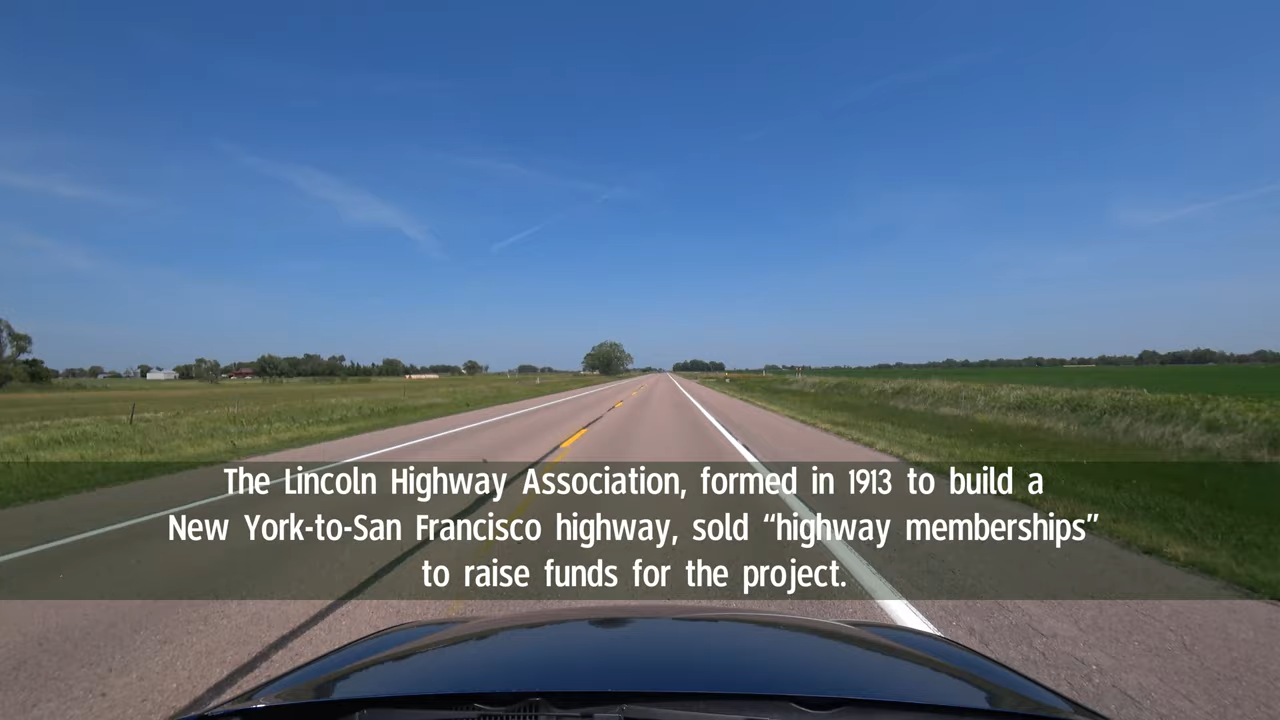 The Lincoln Highway Association, formed in 1913 to build a
New York-to-San Francisco highway, sold “highway memberships”
to raise funds for the project.